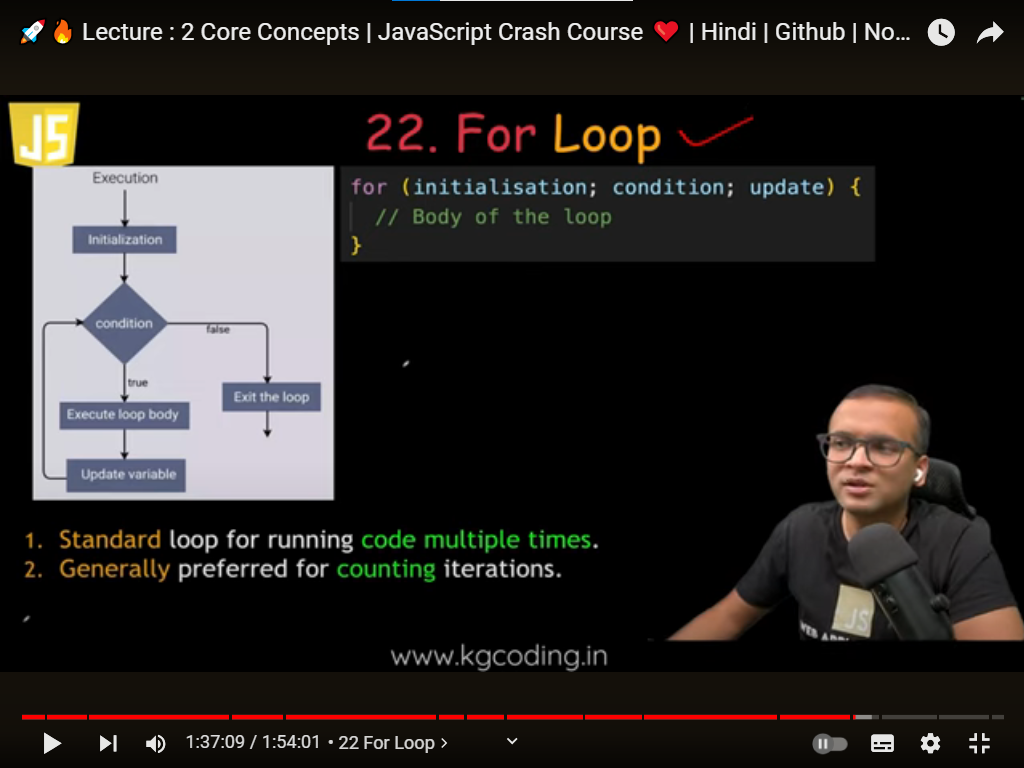 🚀🔥 Lecture : 2 Core Concepts | JavaScript Crash Course ❤️ | Hindi | Github | No...
JS
22. For Loop
Execution
Initialization
condition
false
true
Exit the loop
Execute loop body
Update variable
for (initialisation; condition; update) {
// Body of the loop
}
1. Standard loop for running code multiple times.
2. Generally preferred for counting iterations.
JS
www.kgcoding.in
1:37:09 / 1:54:01 • 22 For Loop ›